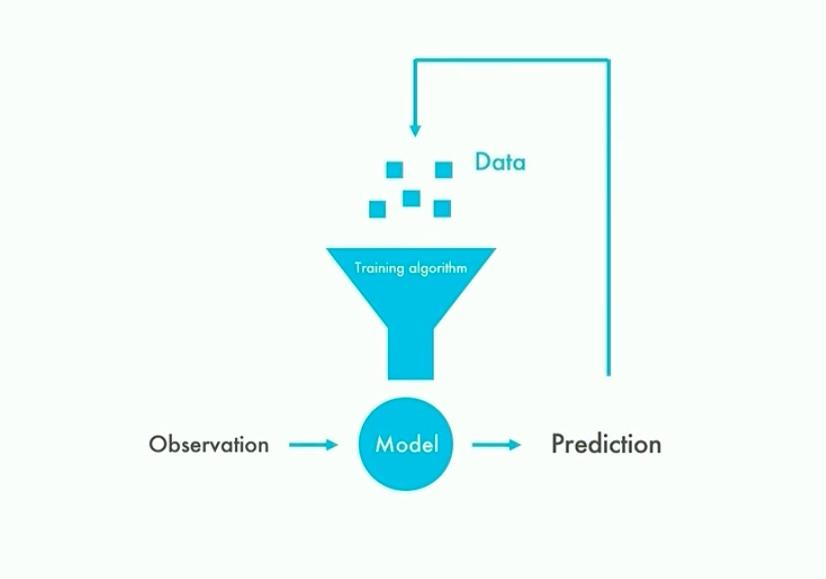 Data
Training algorithm
Observation
Model
Prediction